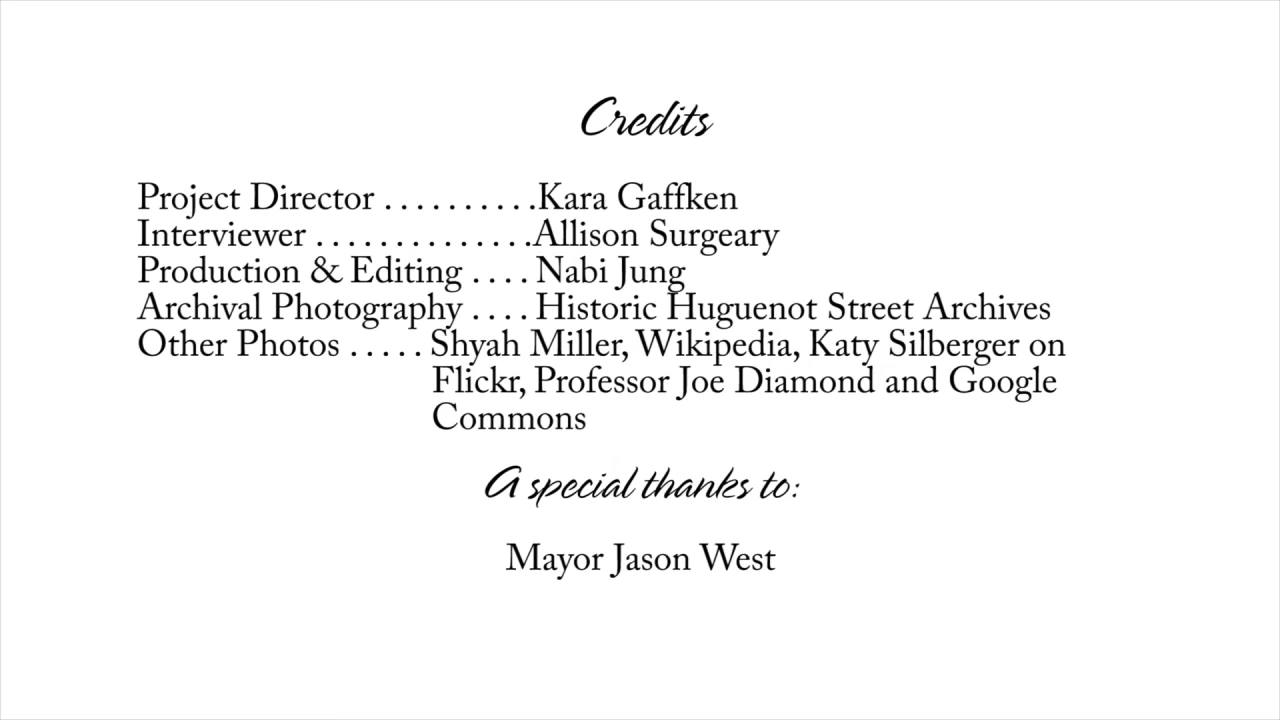 Credits
Project Director . . . . . . . . . .Kara Gaffken
Interviewer . . . . . . . . . . . . . .Allison Surgeary
Production & Editing . . . . Nabi Jung
Archival Photography . . . . Historic Huguenot Street Archives
Other Photos . . . . . Shyah Miller, Wikipedia, Katy Silberger on
Flickr, Professor Joe Diamond and Google
Commons
A special thanks to:
Mayor Jason West